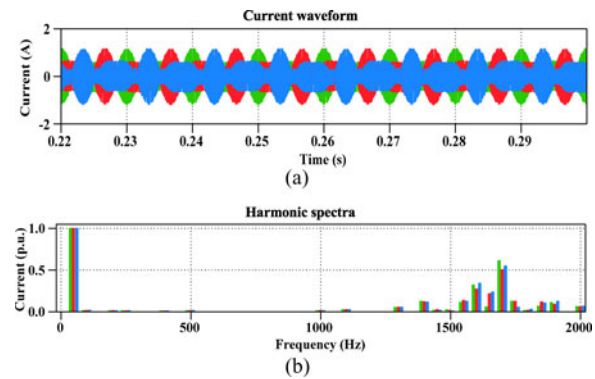 Current waveform
Current (A)
2
0
-2
0.22 0.23 0.24 0.25 0.26 0.27 0.28 0.29
Time (s)
(a)
Harmonic spectra
Current (p.u.)
1.0
0.5
0.0
0 500 1000 1500 2000
Frequency (Hz)
(b)